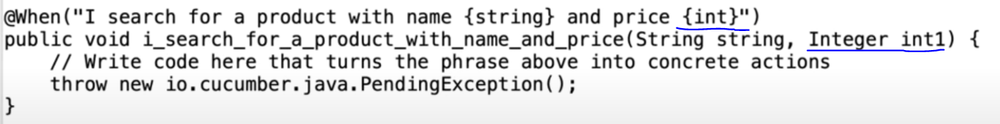 @When("I search for a product with name {string} and price {int}")
public void i_search_for_a_product_with_name_and_price(String string, Integer int1) {
    // Write code here that turns the phrase above into concrete actions
    throw new io.cucumber.java.PendingException();
}